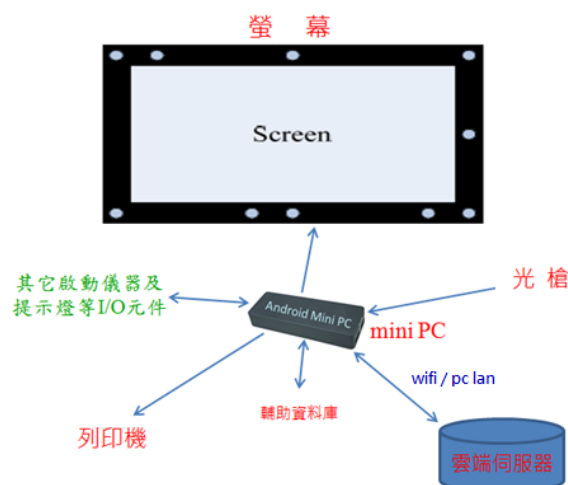 螢 幕
Screen
其它啟動儀器及
提示燈等I/O元件
光 槍
Android Mini PC
mini PC
wifi / pc lan
輔助資料庫
列印機
雲端伺服器